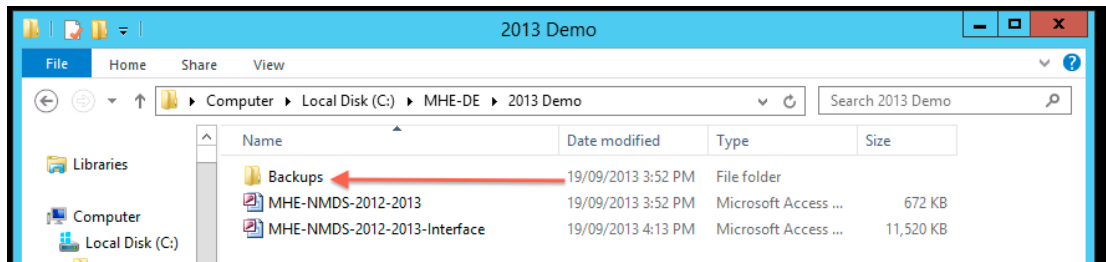 2013 Demo
File Home Share View
Computer Local Disk (C:) MHE-DE 2013 Demo Search 2013 Demo
Name Date modified Type Size
Libraries
Backups 19/09/2013 3:52 PM File folder
MHE-NMDS-2012-2013 19/09/2013 3:52 PM Microsoft Access ... 672 KB
Computer
MHE-NMDS-2012-2013-Interface 19/09/2013 4:13 PM Microsoft Access ... 11,520 KB
Local Disk (C:)